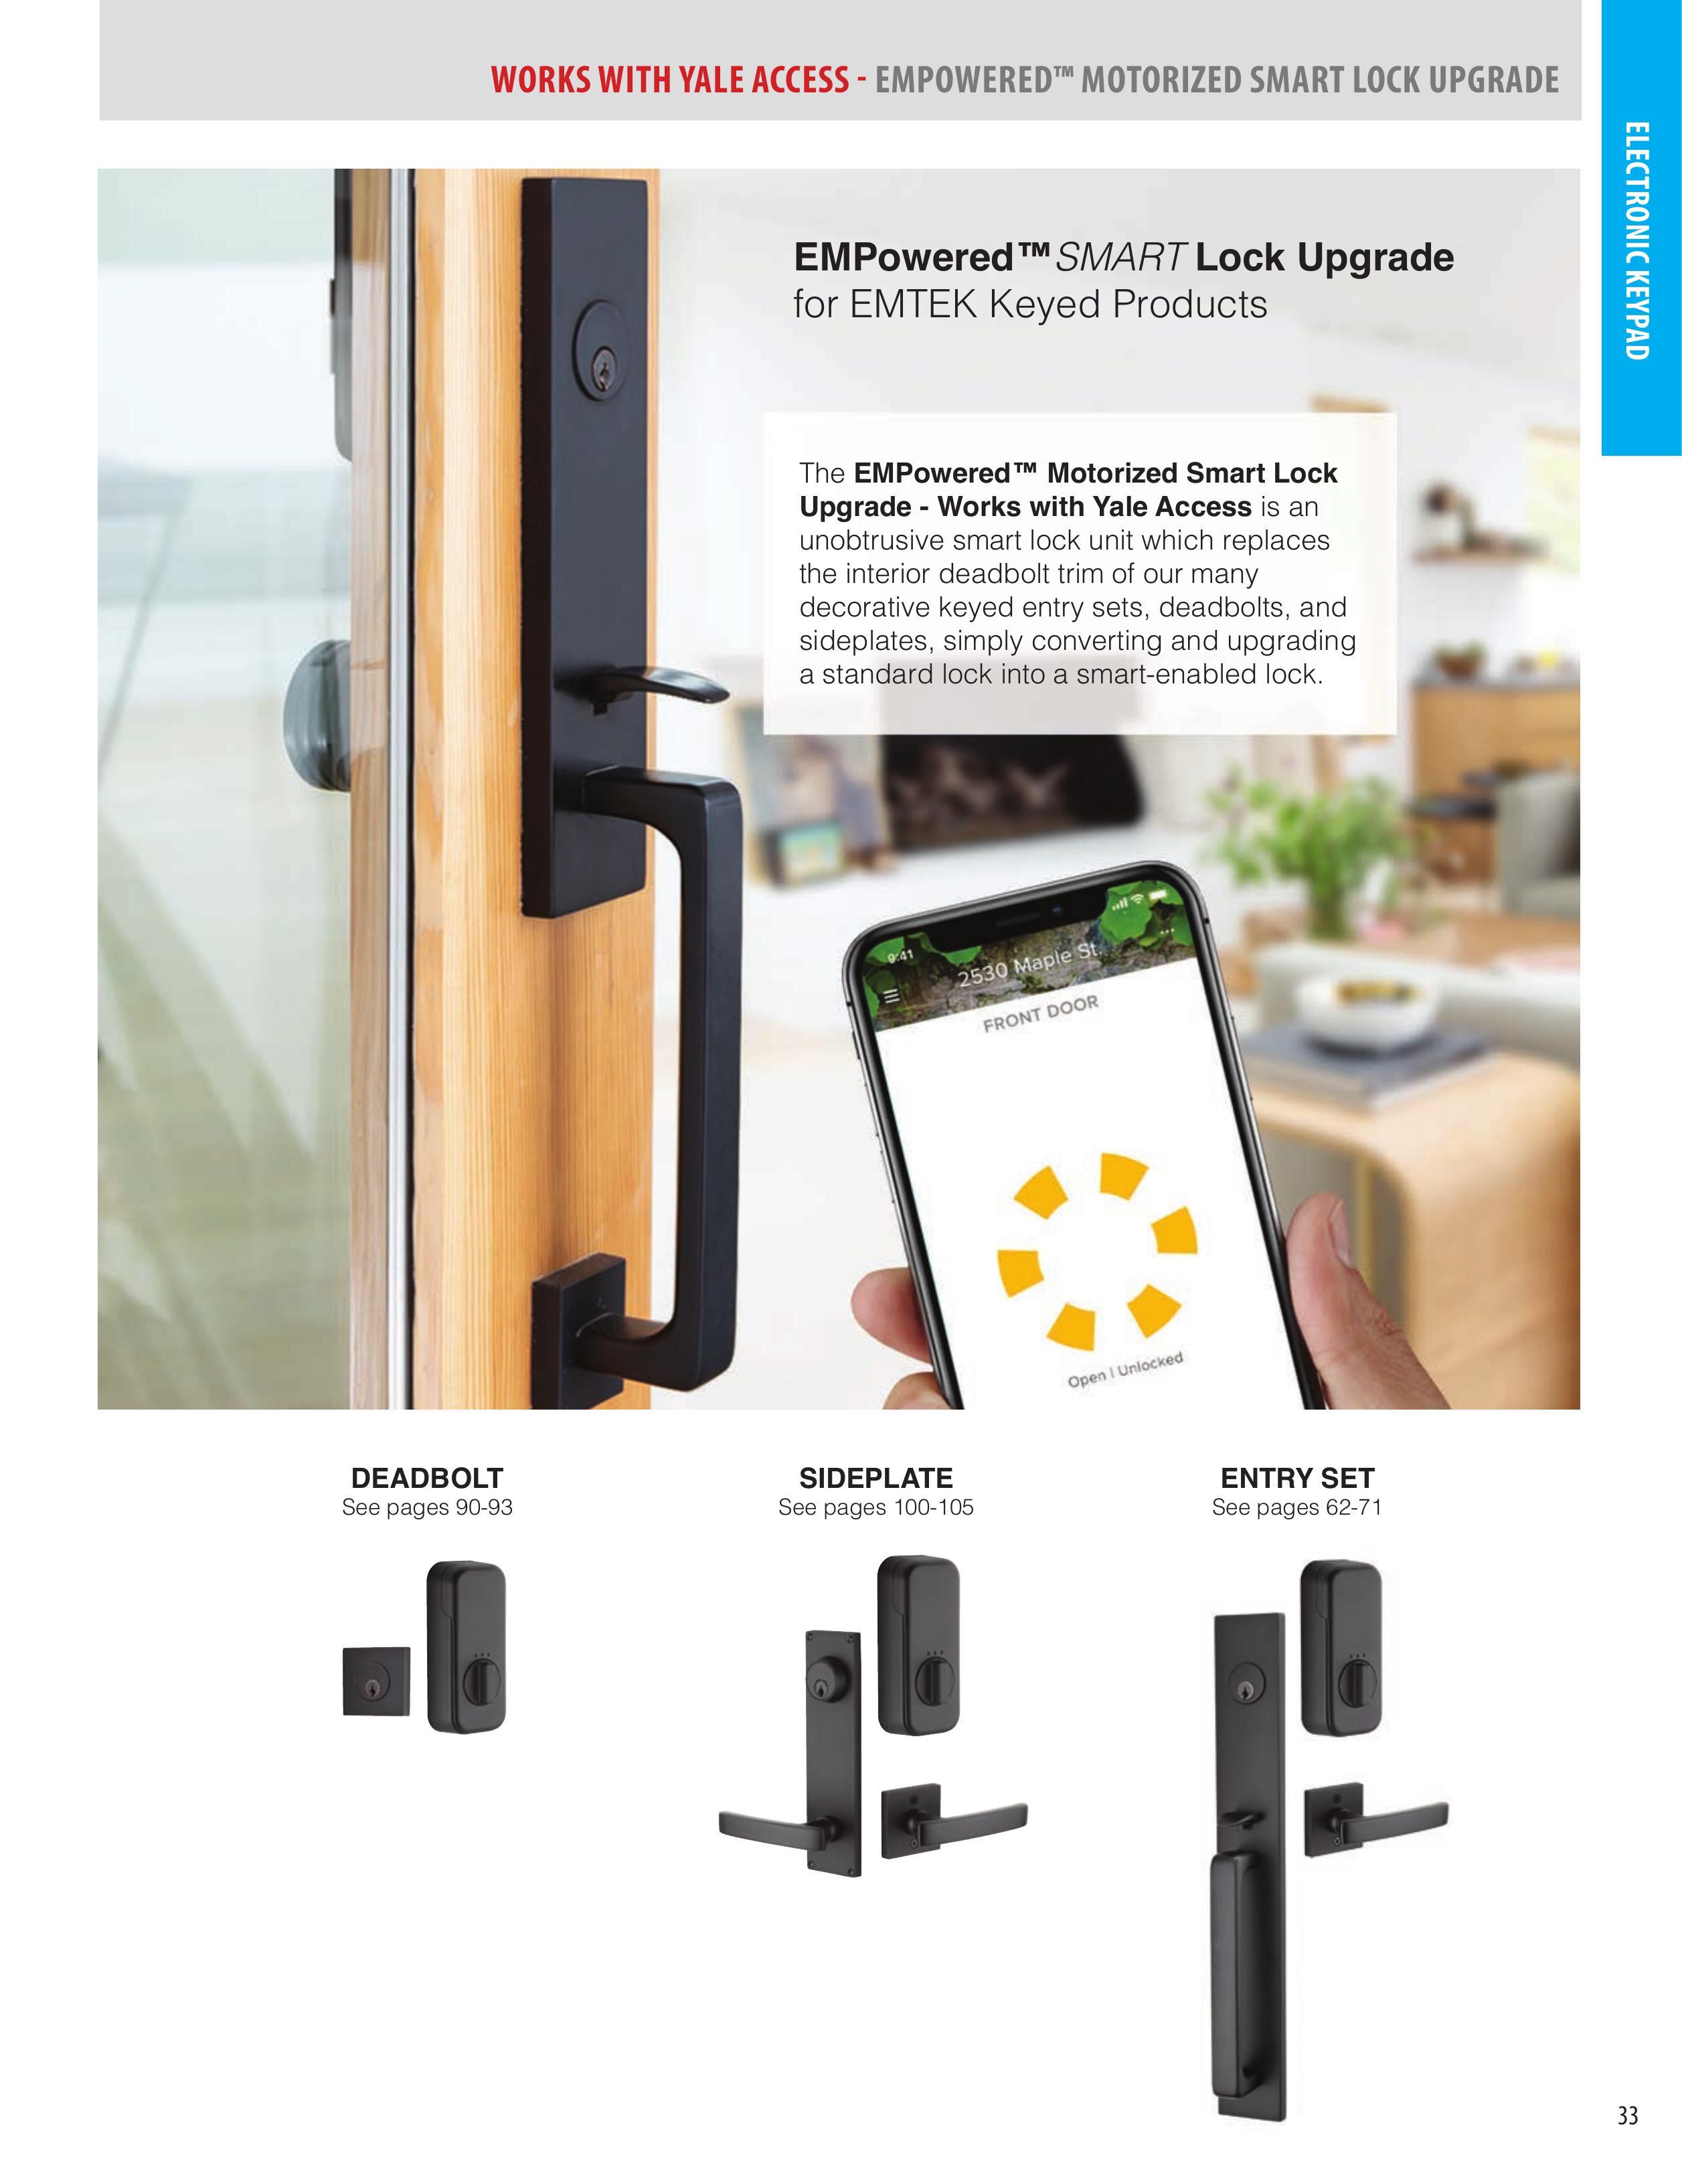 WORKS WITH YALE ACCESS - EMPOWERED™ MOTORIZED SMART LOCK UPGRADE
ELECTRONIC KEYPAD
EMPowered™ SMART Lock Upgrade
for EMTEK Keyed Products
The EMPowered™ Motorized Smart Lock
Upgrade - Works with Yale Access is an
unobtrusive smart lock unit which replaces
the interior deadbolt trim of our many
decorative keyed entry sets, deadbolts, and
sideplates, simply converting and upgrading
a standard lock into a smart-enabled lock.
9:41
2530 Maple St.
FRONT DOOR
Open | Unlocked
DEADBOLT
See pages 90-93
SIDEPLATE
See pages 100-105
ENTRY SET
See pages 62-71
33